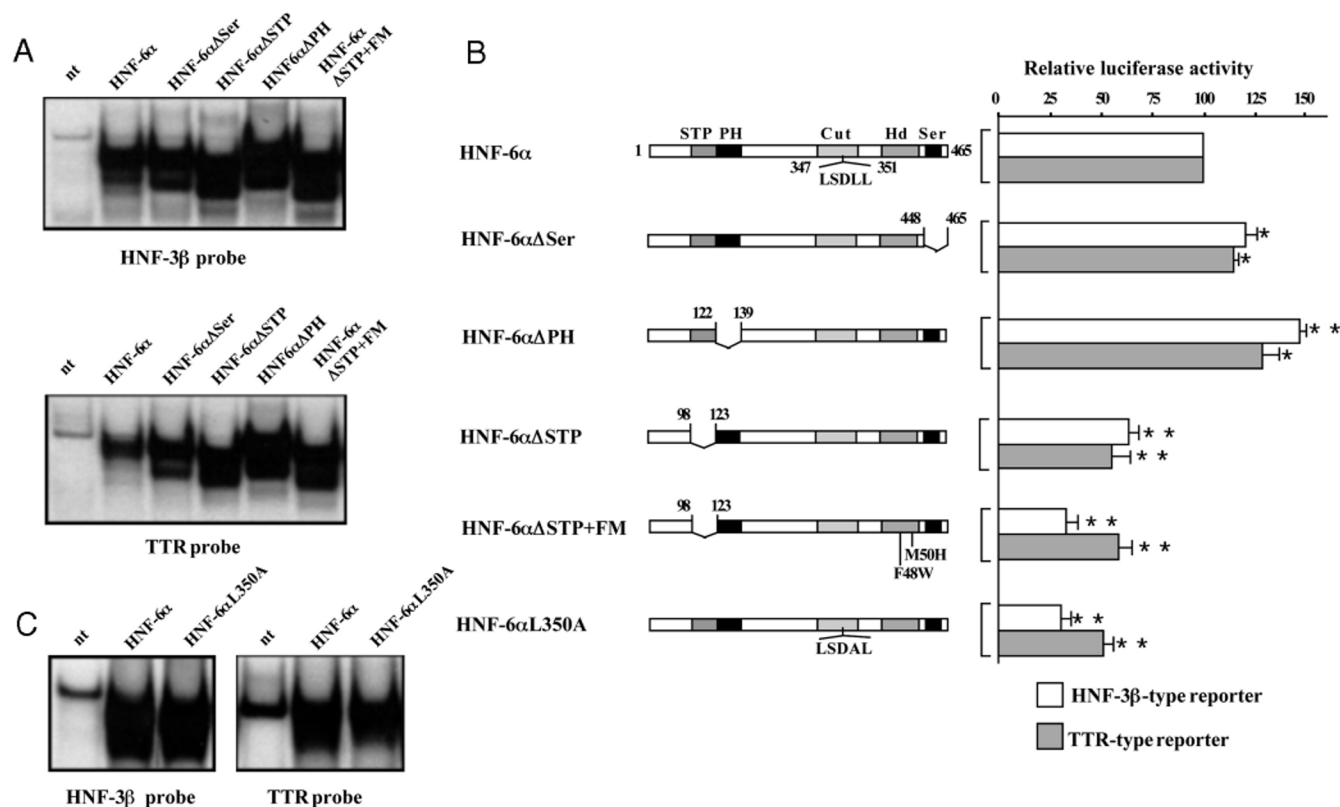 A
nt
HNF-6α
HNF-6αΔSer
HNF-6αΔSTP
HNF6αΔPH
HNF-6α
ΔSTP+FM
HNF-3β probe
nt
HNF-6α
HNF-6αΔSer
HNF-6αΔSTP
HNF6αΔPH
HNF-6α
ΔSTP+FM
TTR probe
C
nt
HNF-6α
HNF-6αL350A
HNF-3β probe
nt
HNF-6α
HNF-6αL350A
TTR probe
B
Relative luciferase activity
0 25 50 75 100 125 150
HNF-6α
STP PH Cut Hd Ser
1 465
347 351
LSDLL
HNF-6αΔSer
448 465
*
*
HNF-6αΔPH
122 139
* *
*
HNF-6αΔSTP
98 123
* *
* *
HNF-6αΔSTP+FM
98 123
M50H
F48W
* *
* *
HNF-6αL350A
LSDAL
* *
* *
HNF-3β-type reporter
TTR-type reporter